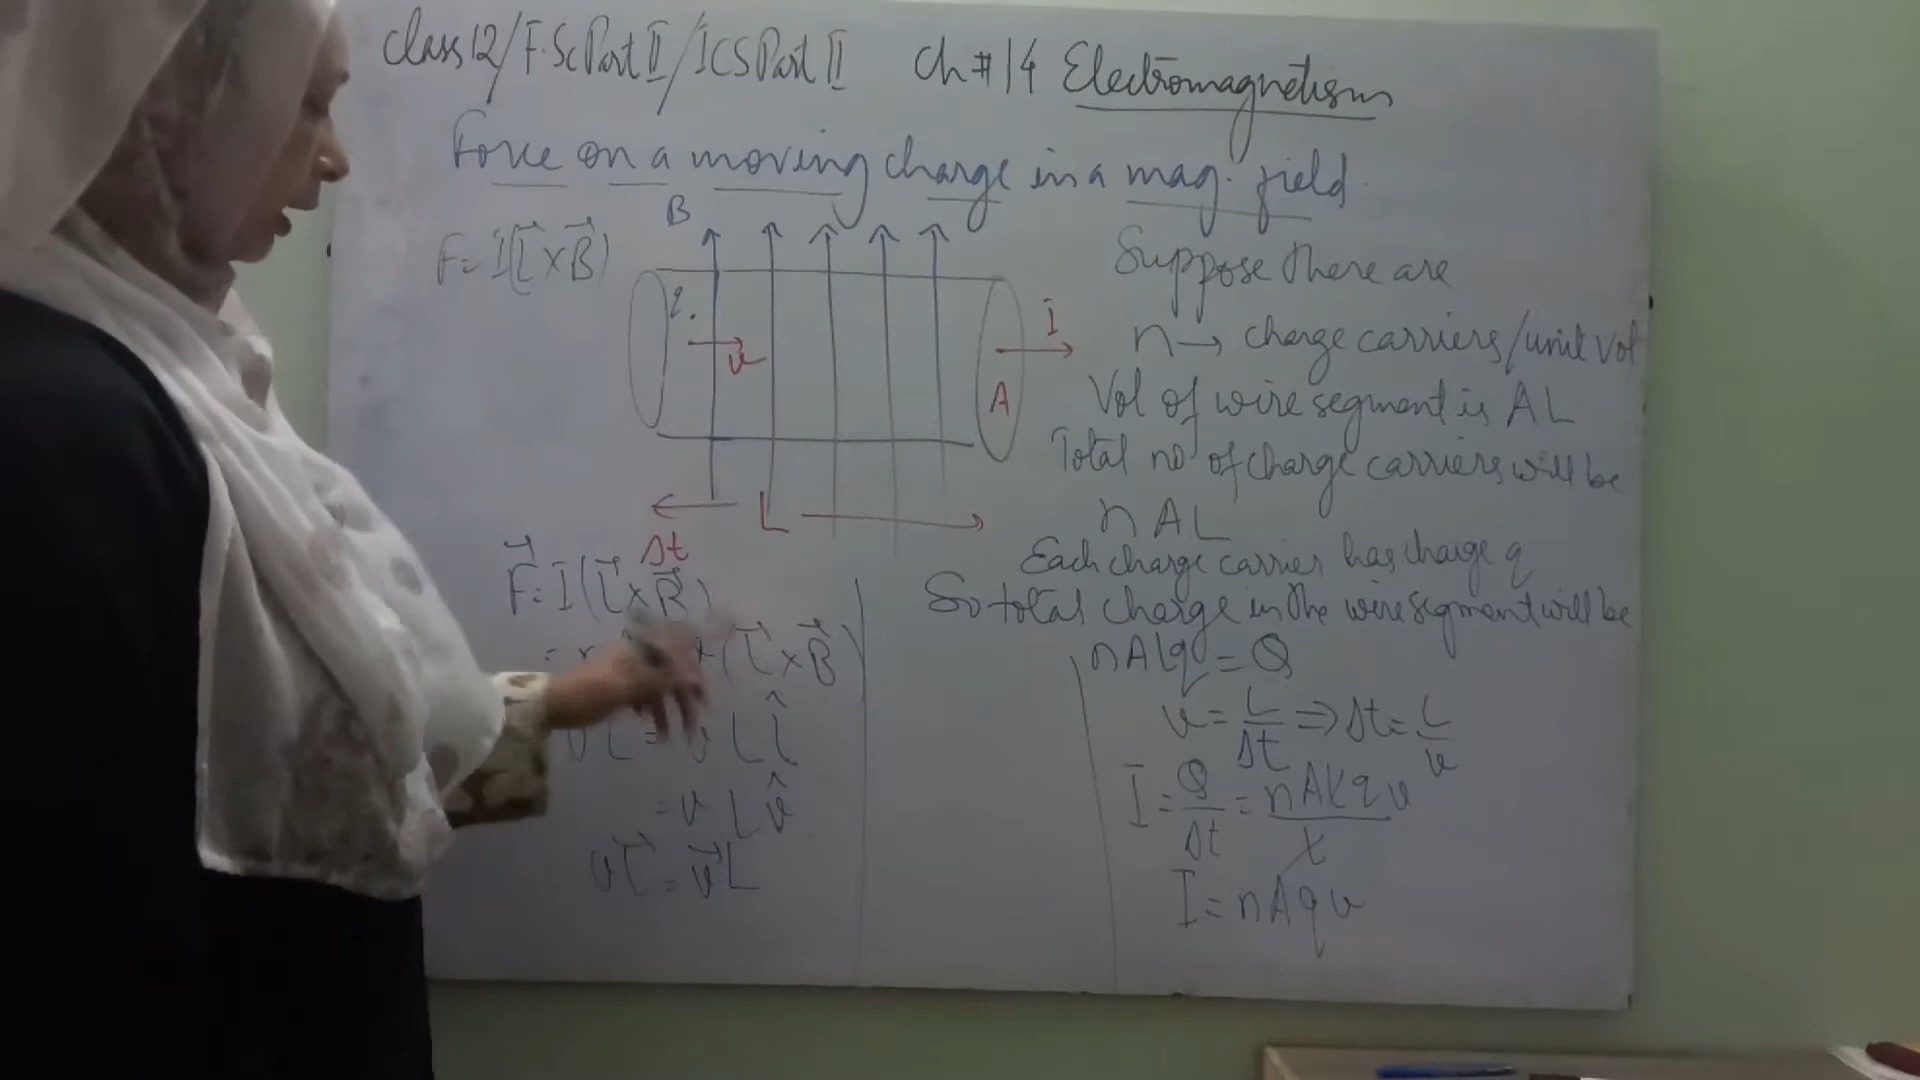 Class 12/F.Sc Part II/ICS Part II Ch # 14 Electromagnetism
Force on a moving charge in a mag. field.
F = I(L⃗ × B⃗)
B
q.
v
I
A
L
Δt
Suppose there are
n → charge carriers/unit vol
Vol of wire segment is AL
Total no of charge carriers will be
n A L
Each charge carrier has charge q
So total charge in the wire segment will be
nALq = Q
v = L/Δt ⇒ Δt = L/v
I = Q/Δt = nALqv/L
I = nAqv
F⃗ = I(L⃗ × B⃗)
= (L⃗ × B⃗)
vL⃗ = v L l̂
= v L v̂
vL⃗ = v⃗L